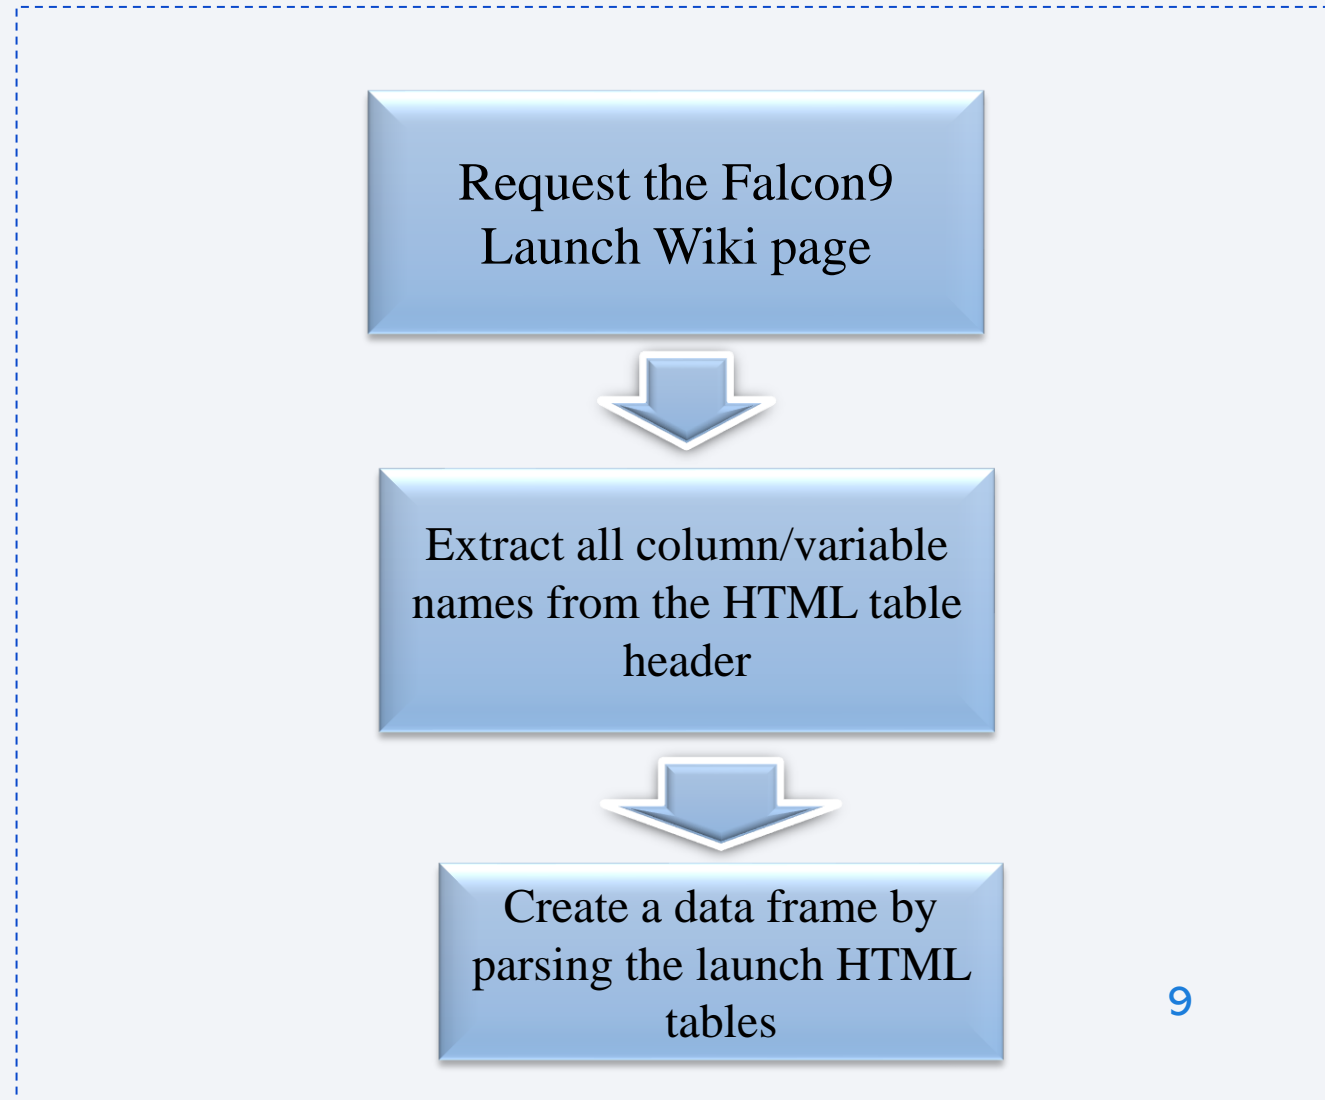 Request the Falcon9
Launch Wiki page
Extract all column/variable
names from the HTML table
header
Create a data frame by
parsing the launch HTML
tables
9